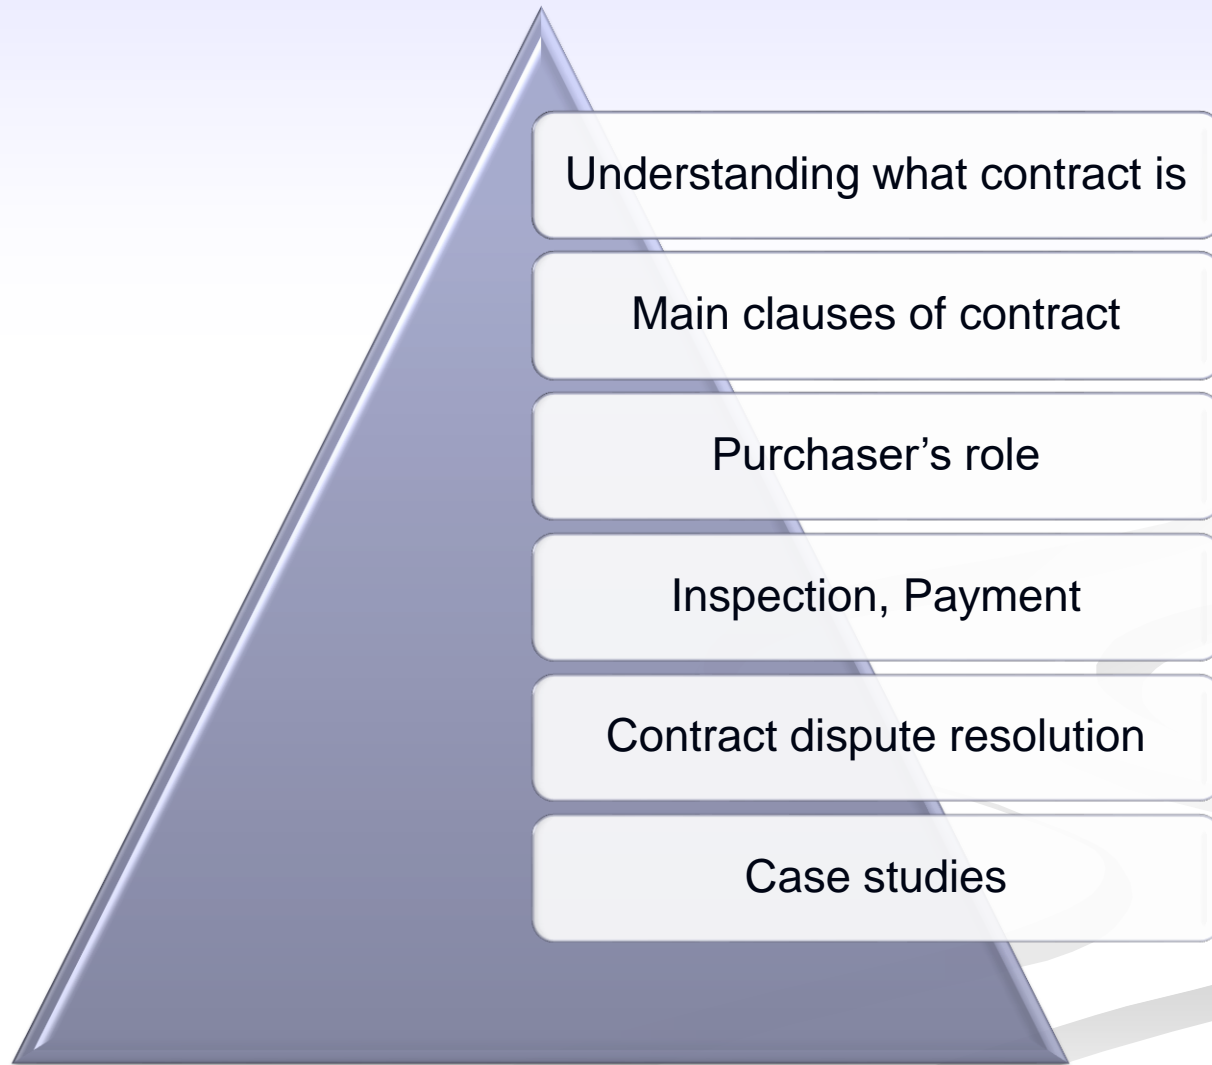 Understanding what contract is
Main clauses of contract
Purchaser’s role
Inspection, Payment
Contract dispute resolution
Case studies